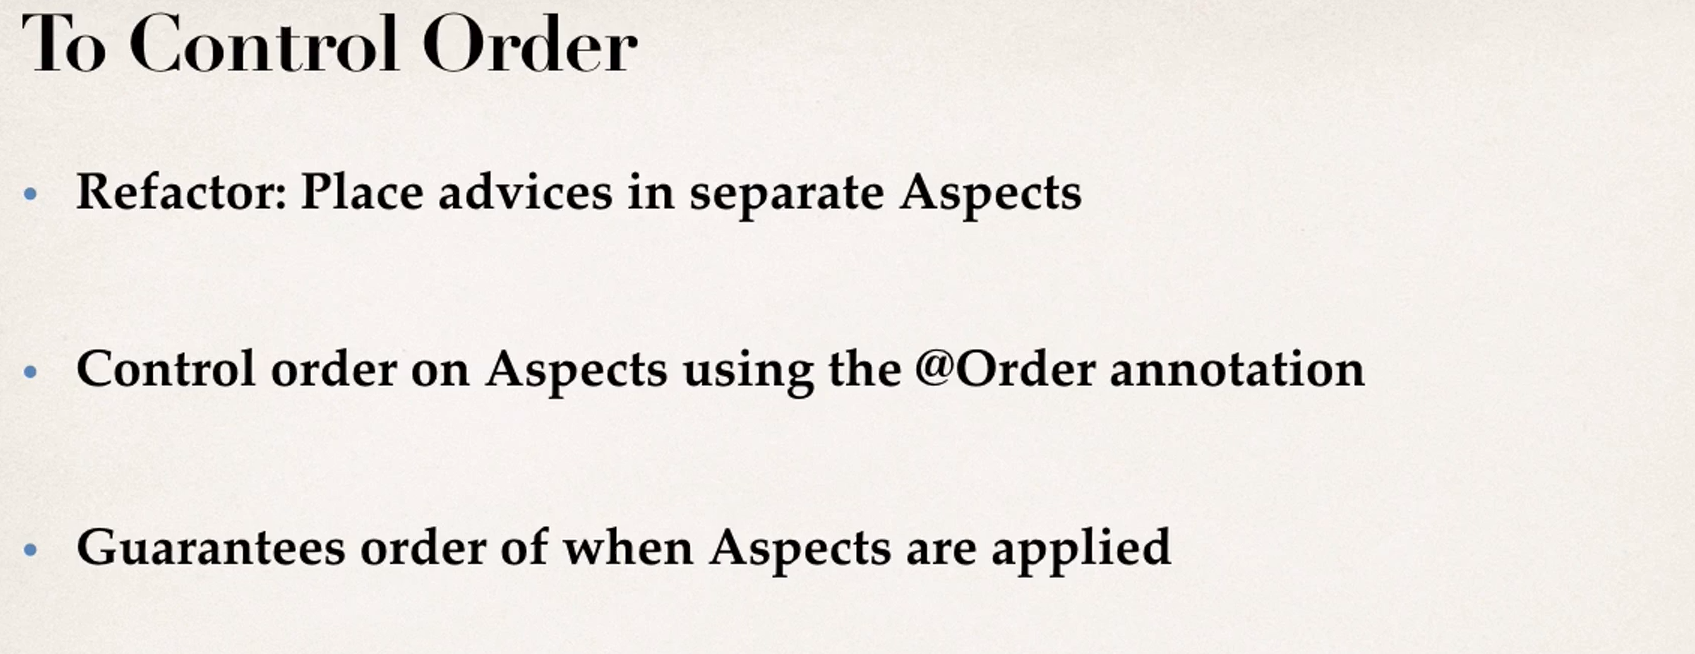 To Control Order
• Refactor: Place advices in separate Aspects
• Control order on Aspects using the @Order annotation
• Guarantees order of when Aspects are applied